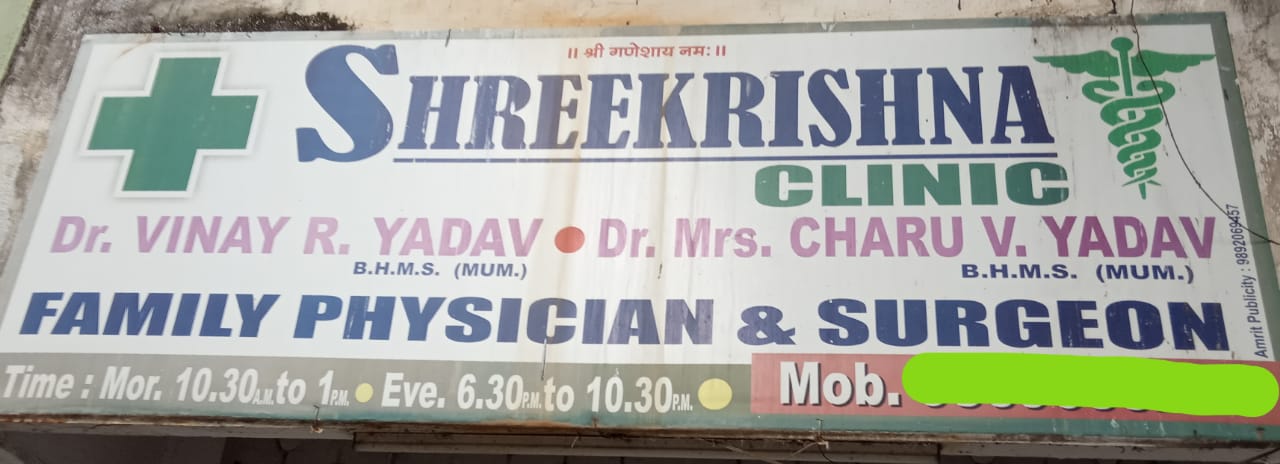 ॥ श्री गणेशाय नमः ॥
SHREEKRISHNA
CLINIC
Dr. VINAY R. YADAV ● Dr. Mrs. CHARU V. YADAV
B.H.M.S. (MUM.) B.H.M.S. (MUM.)
FAMILY PHYSICIAN & SURGEON
Time : Mor. 10.30A.M. to 1P.M. ● Eve. 6.30P.M. to 10.30P.M. ● Mob.
Amrit Publicity : 9892069457